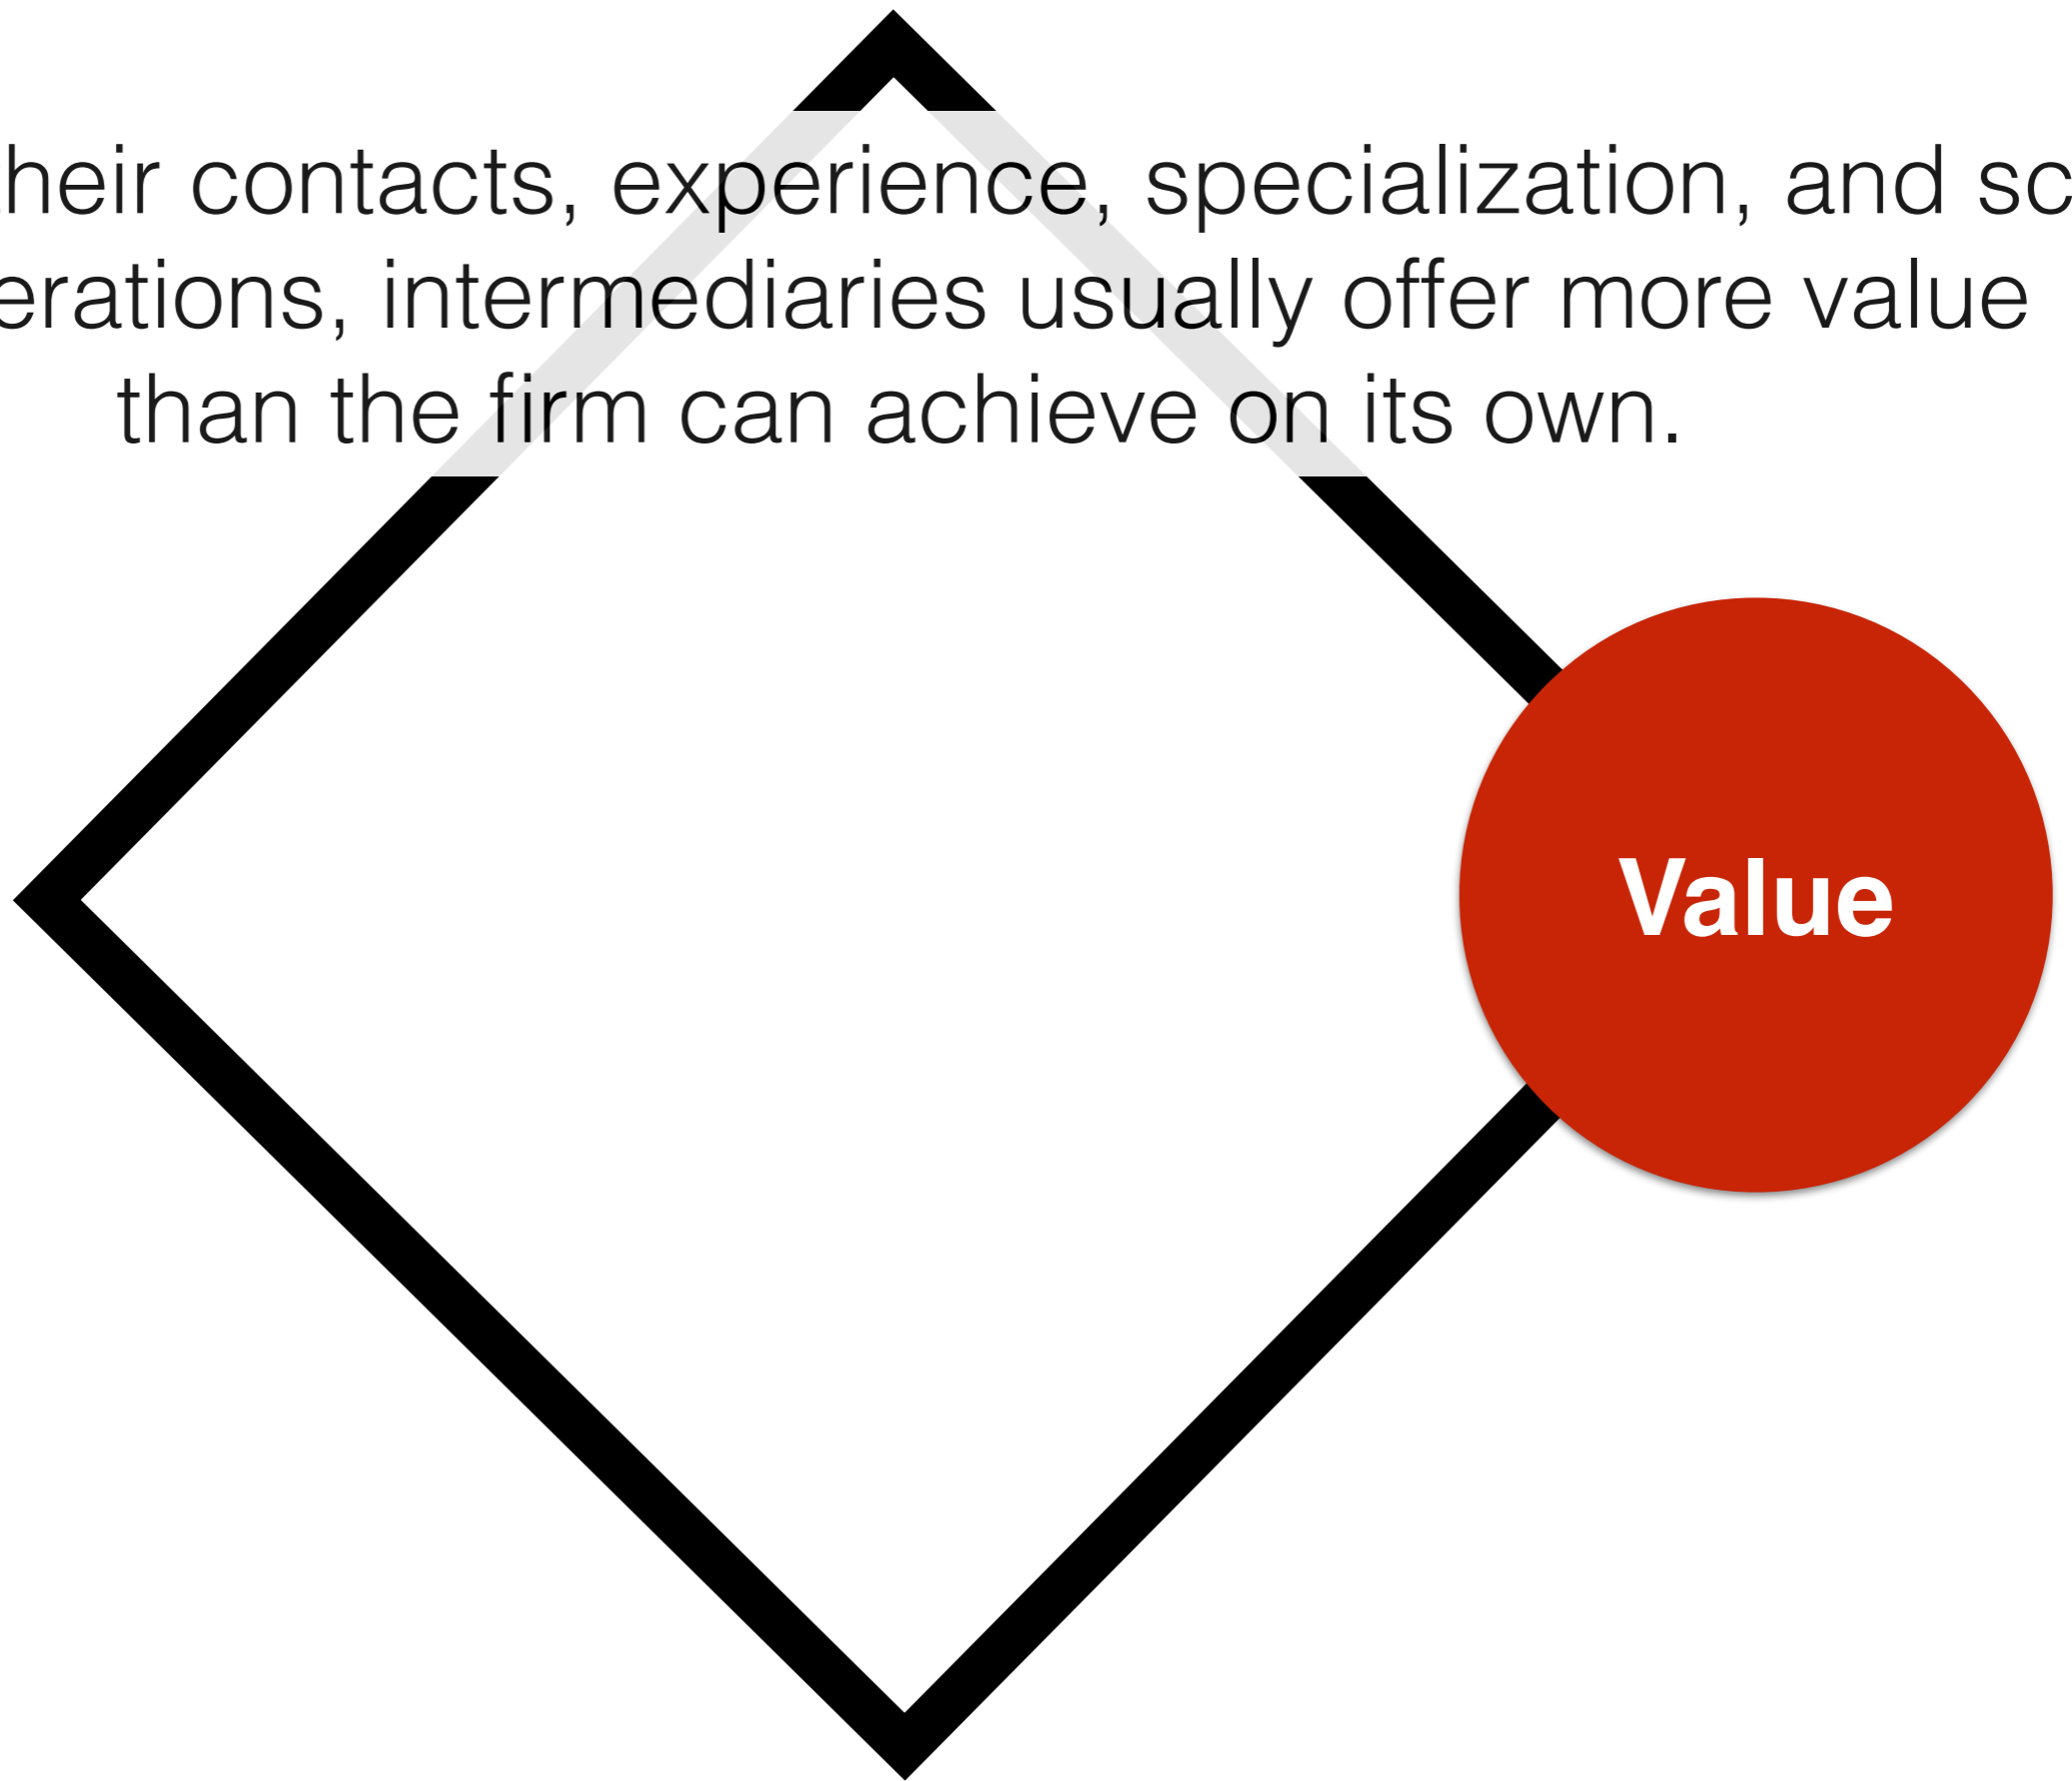 heir contacts, experience, specialization, and sc
erations, intermediaries usually offer more value
than the firm can achieve on its own.
Value